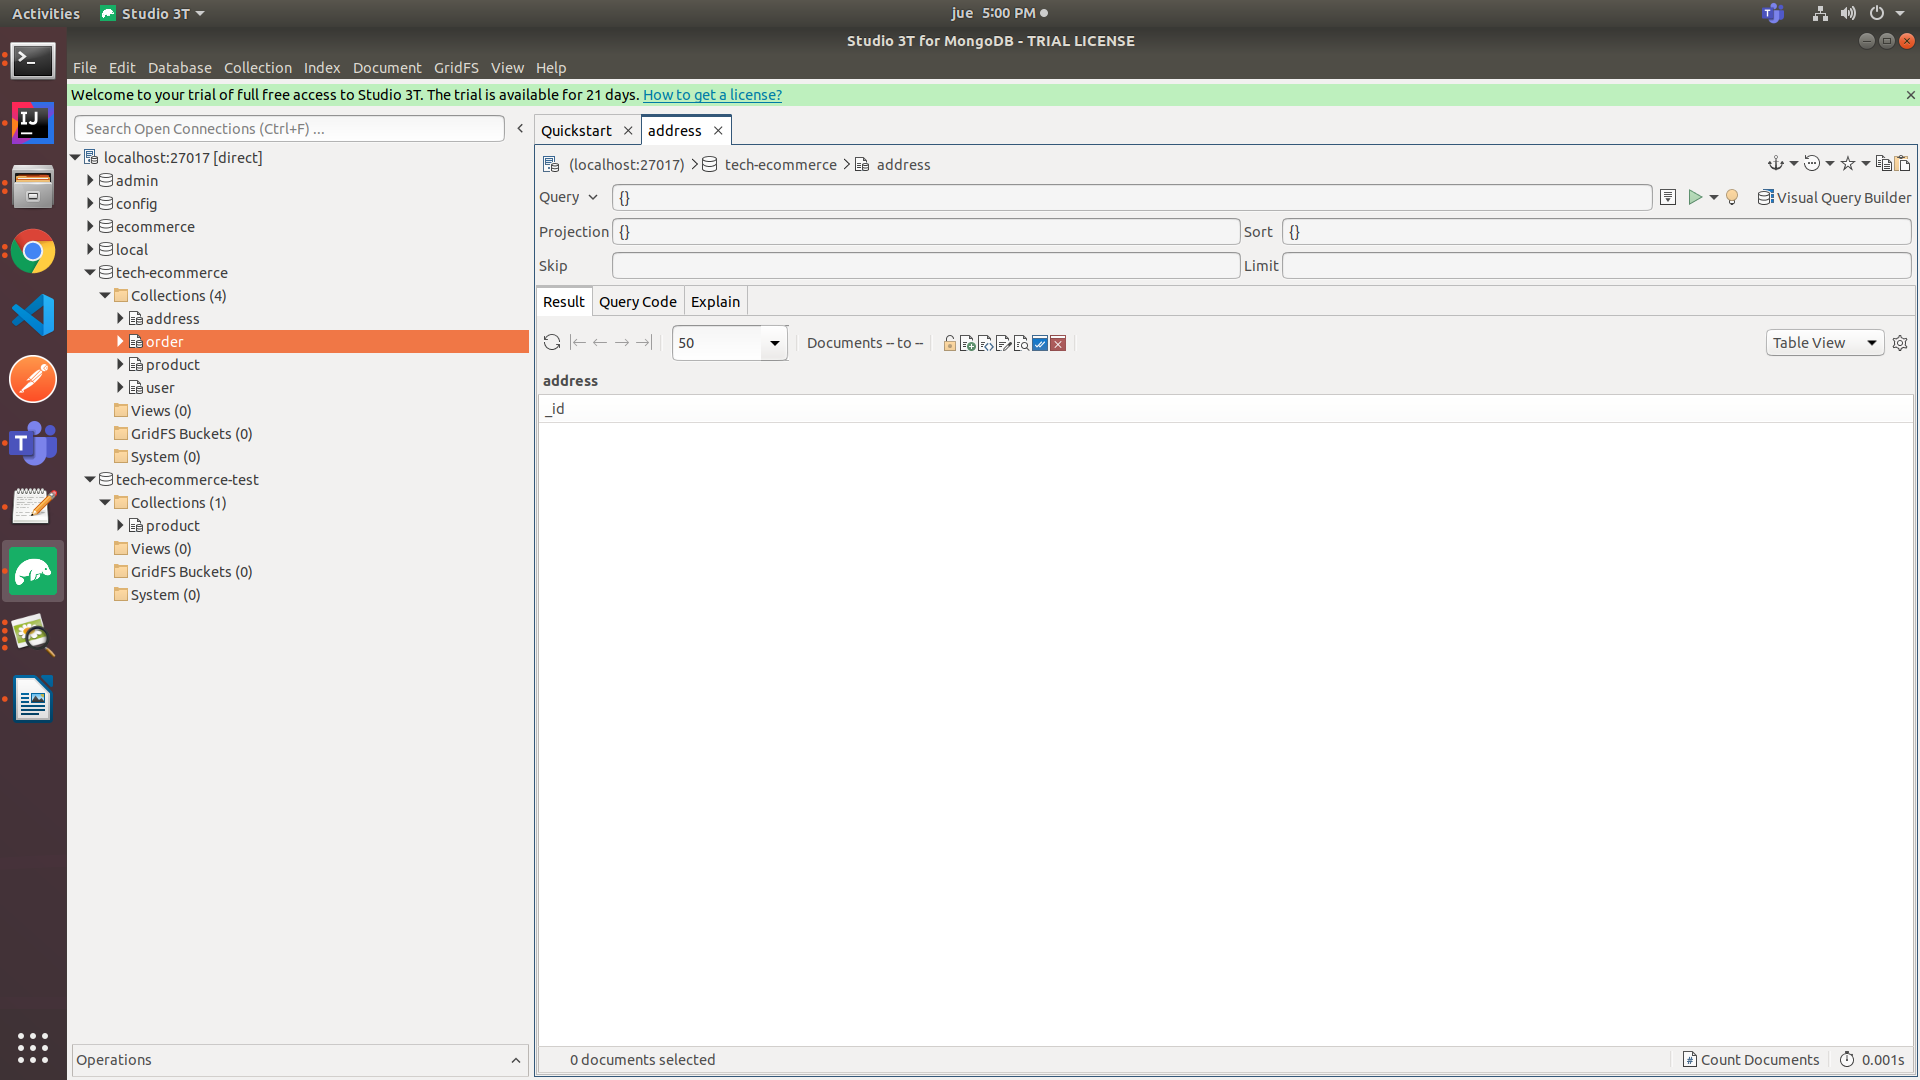 Activities Studio 3T jue 5:00 PM
Studio 3T for MongoDB - TRIAL LICENSE
File Edit Database Collection Index Document GridFS View Help
Welcome to your trial of full free access to Studio 3T. The trial is available for 21 days. How to get a license?
Search Open Connections (Ctrl+F) ...
localhost:27017 [direct]
admin
config
ecommerce
local
tech-ecommerce
Collections (4)
address
order
product
user
Views (0)
GridFS Buckets (0)
System (0)
tech-ecommerce-test
Collections (1)
product
Views (0)
GridFS Buckets (0)
System (0)
Operations
Quickstart address
(localhost:27017) tech-ecommerce address
Query {} Visual Query Builder
Projection {} Sort {}
Skip Limit
Result Query Code Explain
50 Documents -- to -- Table View
address
_id
0 documents selected Count Documents 0.001s